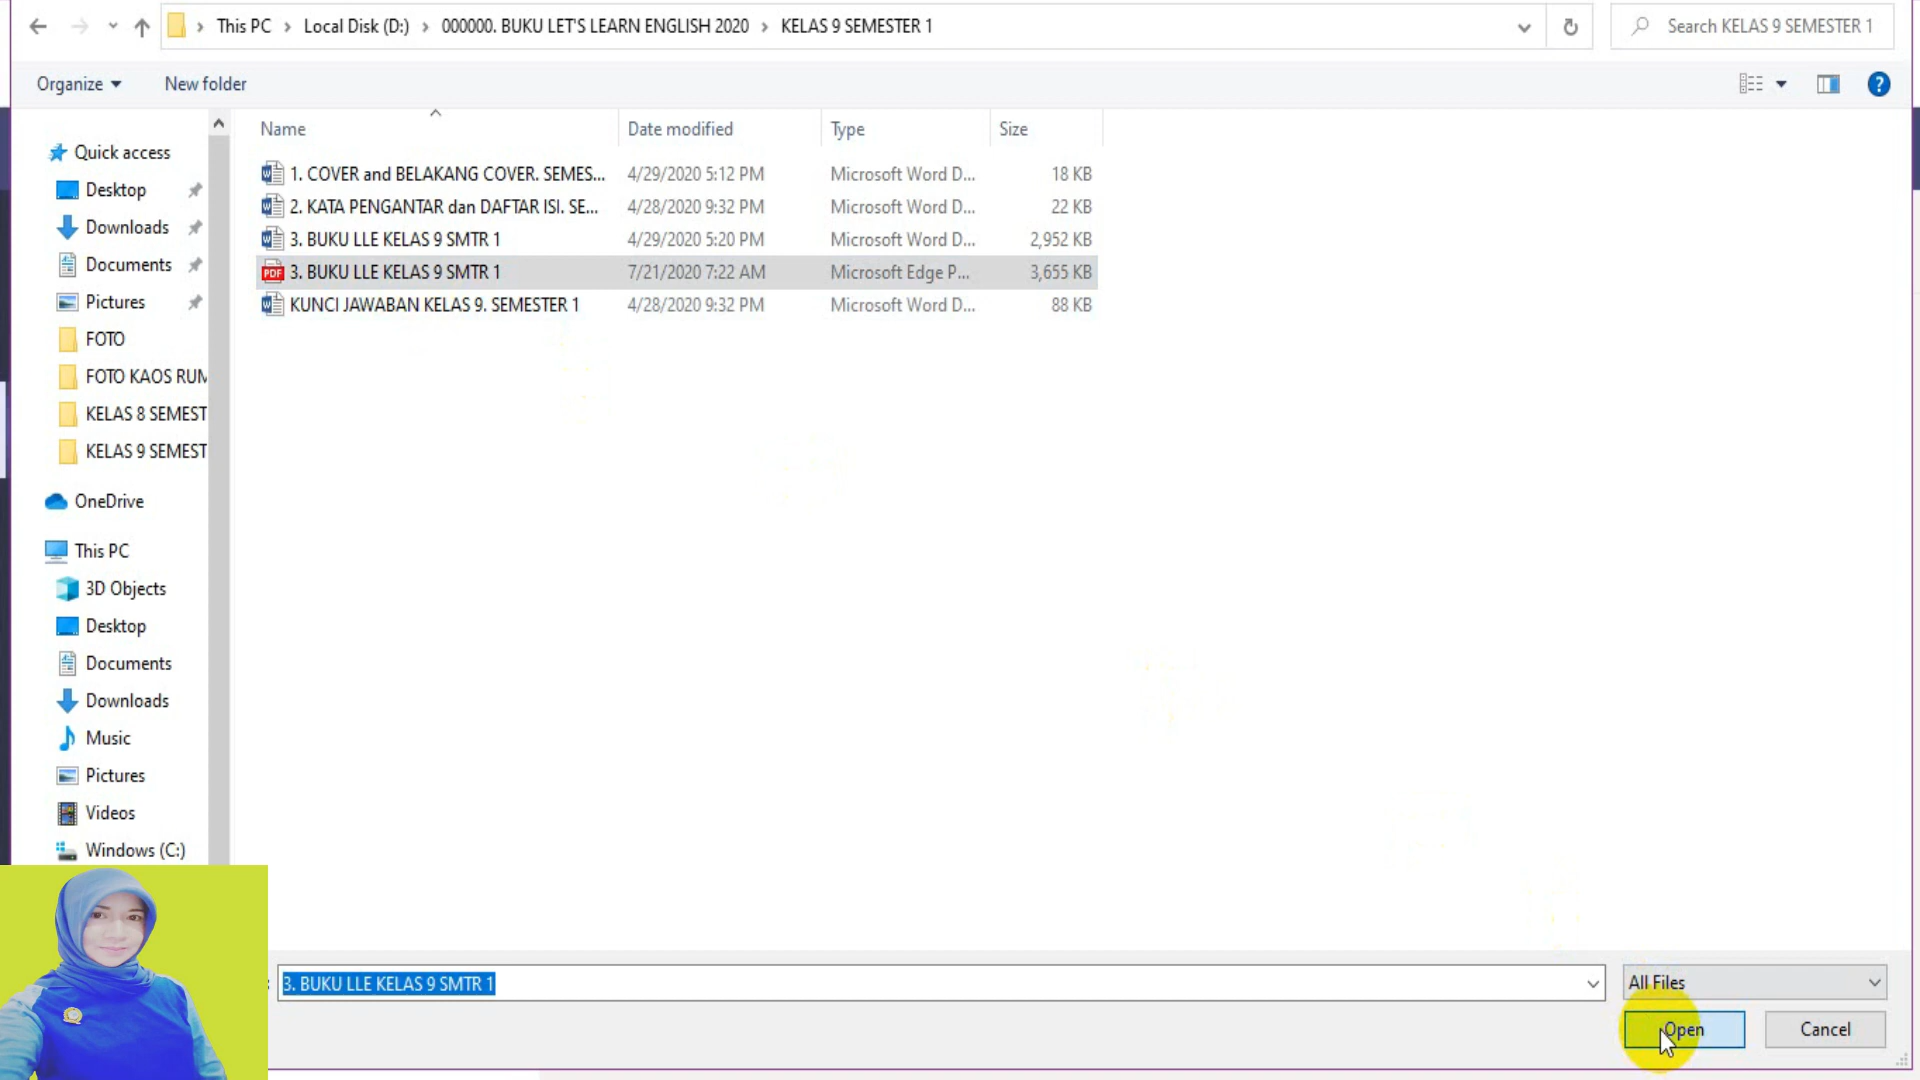 This PC > Local Disk (D:) > 000000. BUKU LET'S LEARN ENGLISH 2020 > KELAS 9 SEMESTER 1
Search KELAS 9 SEMESTER 1
Organize
New folder
?
Name
Date modified
Type
Size
1. COVER and BELAKANG COVER. SEMES...
4/29/2020 5:12 PM
Microsoft Word D...
18 KB
2. KATA PENGANTAR dan DAFTAR ISI. SE...
4/28/2020 9:32 PM
Microsoft Word D...
22 KB
3. BUKU LLE KELAS 9 SMTR 1
4/29/2020 5:20 PM
Microsoft Word D...
2,952 KB
PDF
3. BUKU LLE KELAS 9 SMTR 1
7/21/2020 7:22 AM
Microsoft Edge P...
3,655 KB
KUNCI JAWABAN KELAS 9. SEMESTER 1
4/28/2020 9:32 PM
Microsoft Word D...
88 KB
Quick access
Desktop
Downloads
Documents
Pictures
FOTO
FOTO KAOS RUM
KELAS 8 SEMEST
KELAS 9 SEMEST
OneDrive
This PC
3D Objects
Desktop
Documents
Downloads
Music
Pictures
Videos
Windows (C:)
3. BUKU LLE KELAS 9 SMTR 1
All Files
Open
Cancel